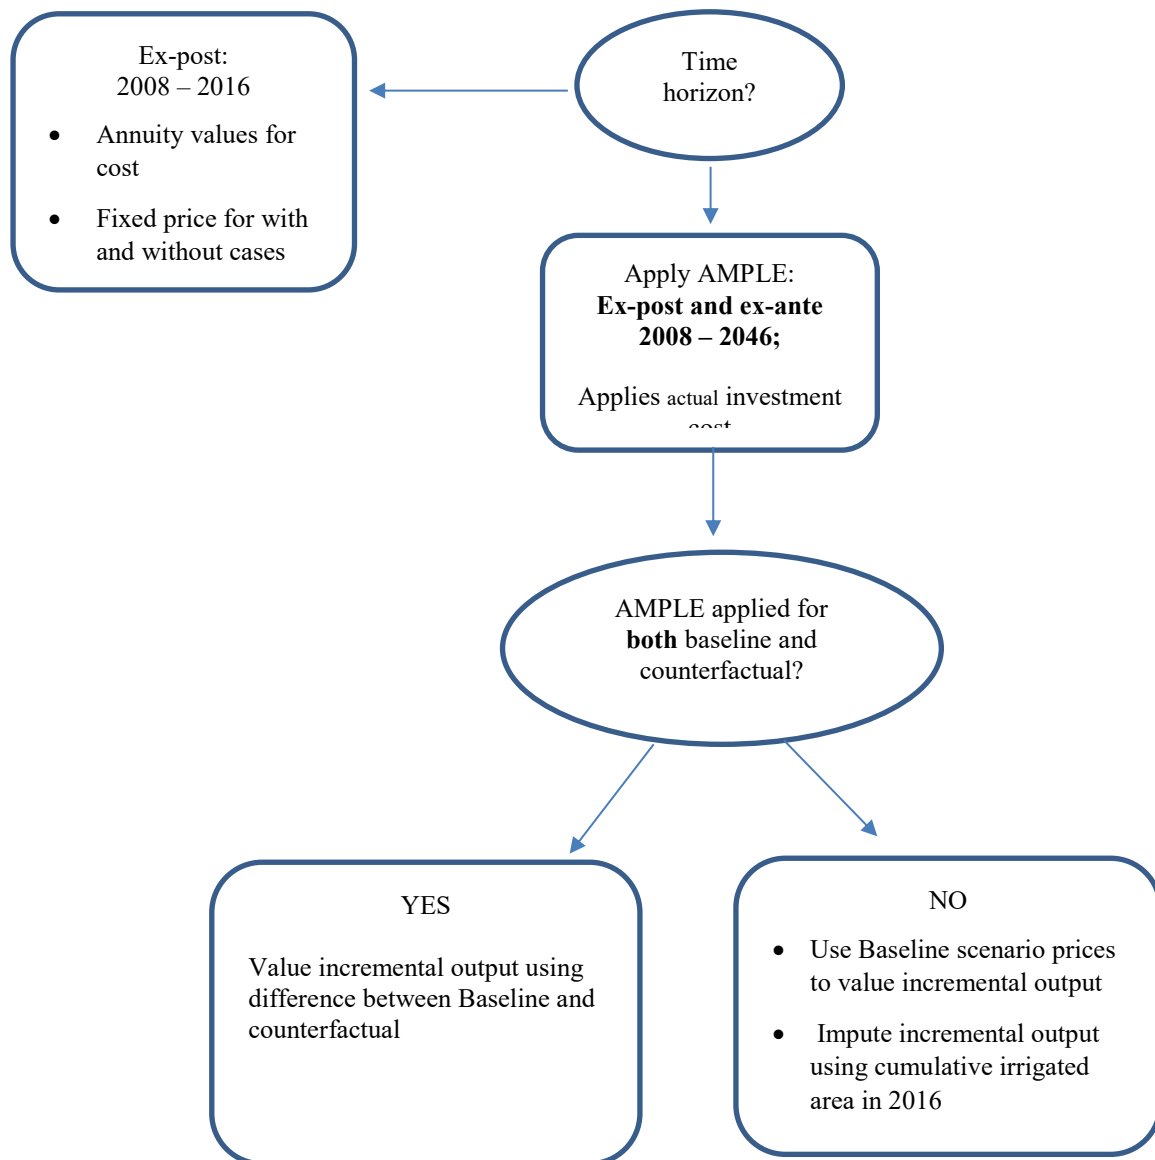 Ex-post:
2008 – 2016
• Annuity values for
cost
• Fixed price for with
and without cases
Time
horizon?
Apply AMPLE:
Ex-post and ex-ante
2008 – 2046;
Applies actual investment
cost
AMPLE applied for
both baseline and
counterfactual?
YES
Value incremental output using
difference between Baseline and
counterfactual
NO
• Use Baseline scenario prices
to value incremental output
• Impute incremental output
using cumulative irrigated
area in 2016